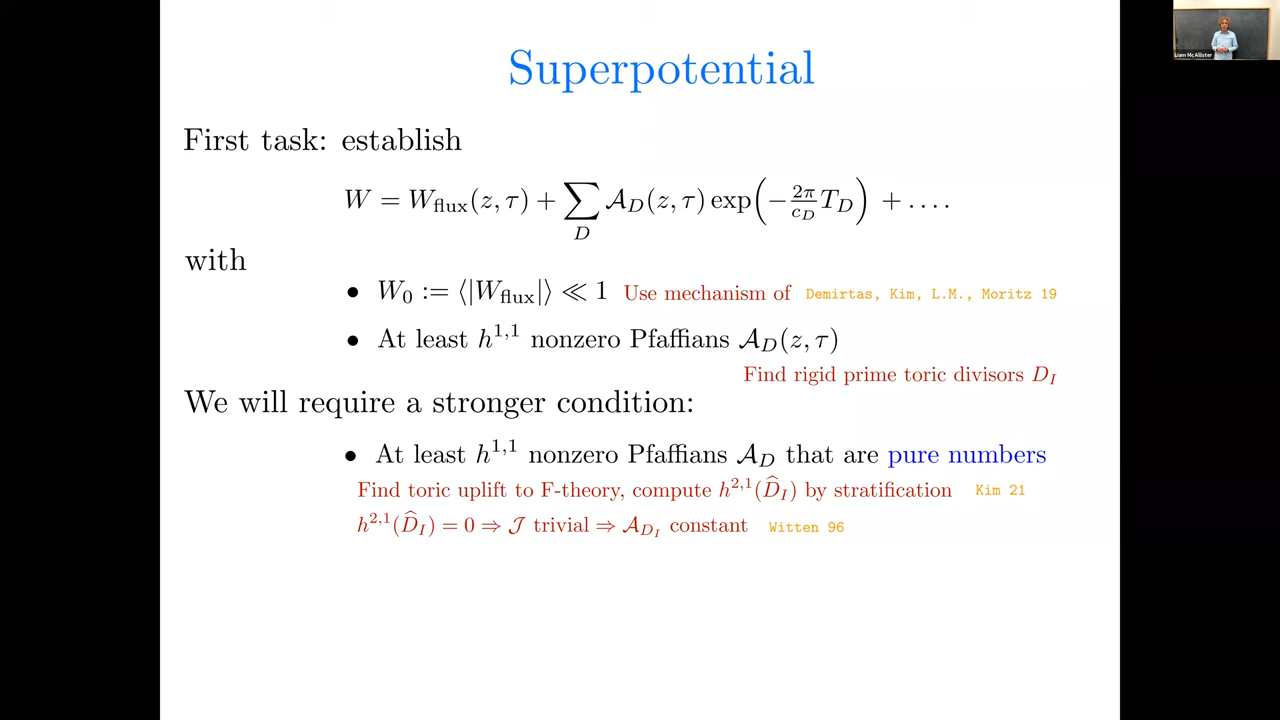 Superpotential
First task: establish
W = W_flux(z, τ) + ∑_D 𝒜_D(z, τ) exp(−2π/c_D T_D) + ....
with
• W_0 := ⟨|W_flux|⟩ ≪ 1 Use mechanism of Demirtas, Kim, L.M., Moritz 19
• At least h^{1,1} nonzero Pfaffians 𝒜_D(z, τ)
Find rigid prime toric divisors D_I
We will require a stronger condition:
• At least h^{1,1} nonzero Pfaffians 𝒜_D that are pure numbers
Find toric uplift to F-theory, compute h^{2,1}(D̂_I) by stratification Kim 21
h^{2,1}(D̂_I) = 0 ⇒ 𝒥 trivial ⇒ 𝒜_{D_I} constant Witten 96
Liam McAllister